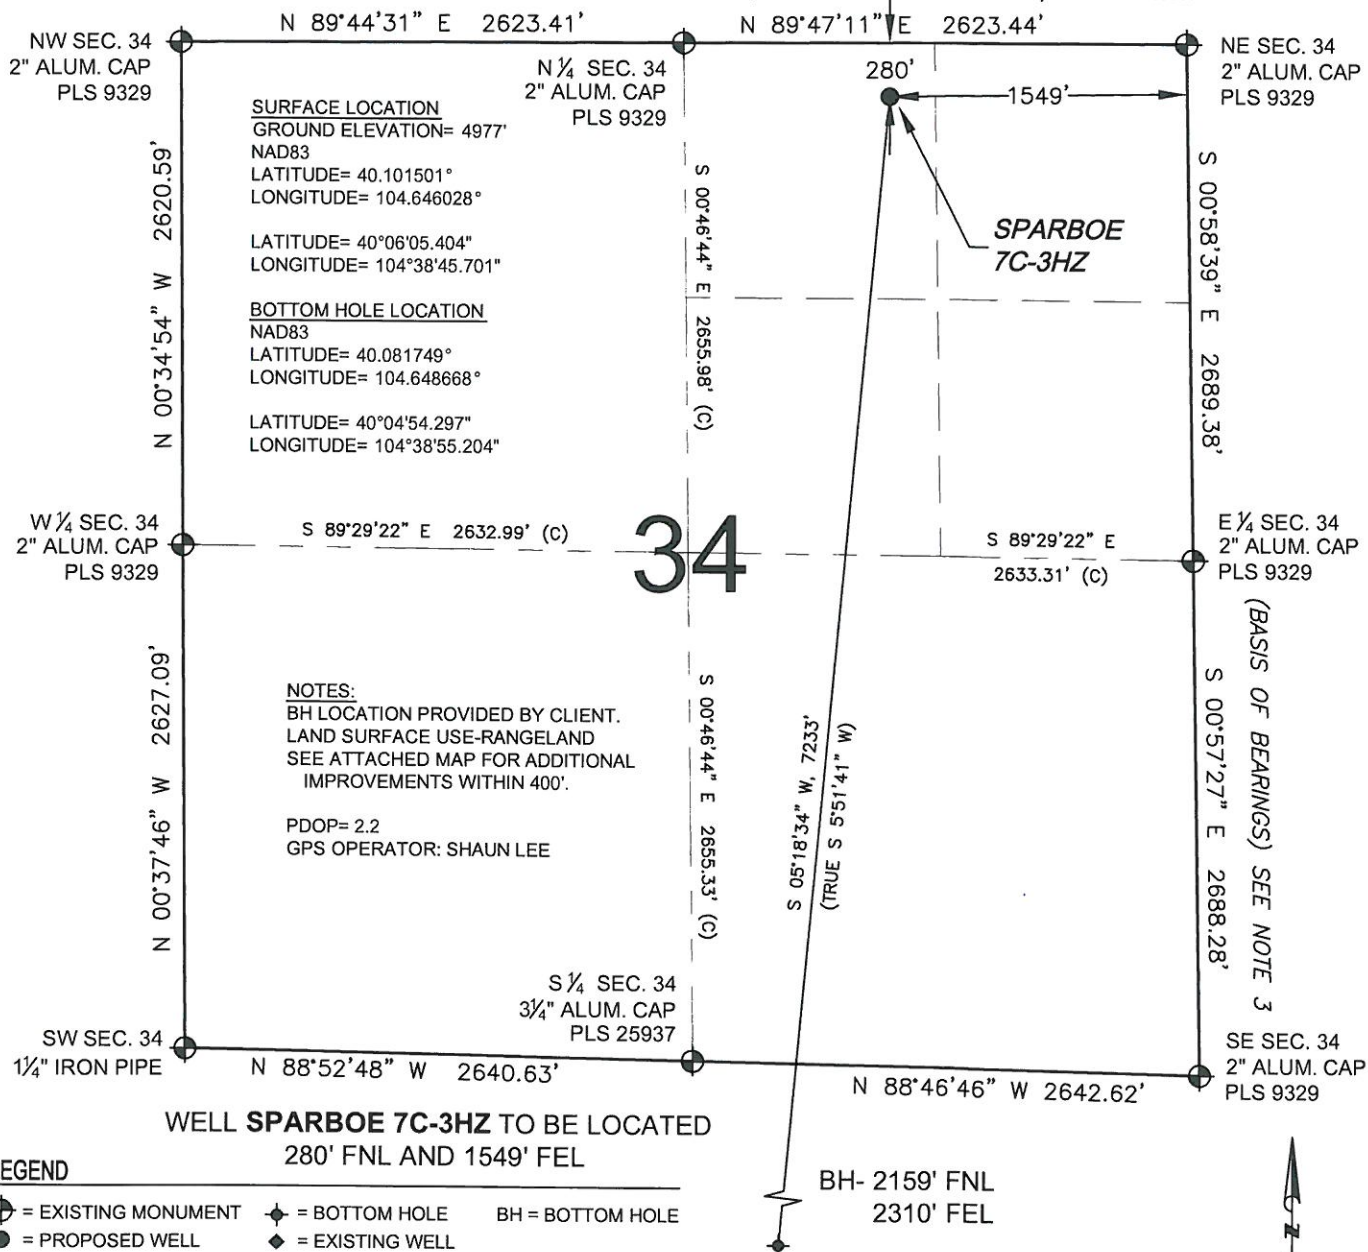 N 89°44'31" E 2623.41'
N 89°47'11" E 2623.44'
NW SEC. 34
2" ALUM. CAP
PLS 9329
N ¼ SEC. 34
2" ALUM. CAP
PLS 9329
NE SEC. 34
2" ALUM. CAP
PLS 9329
280'
1549'
SURFACE LOCATION
GROUND ELEVATION= 4977'
NAD83
LATITUDE= 40.101501°
LONGITUDE= 104.646028°
LATITUDE= 40°06'05.404"
LONGITUDE= 104°38'45.701"
BOTTOM HOLE LOCATION
NAD83
LATITUDE= 40.081749°
LONGITUDE= 104.648668°
LATITUDE= 40°04'54.297"
LONGITUDE= 104°38'55.204"
N 00°34'54" W 2620.59'
S 00°46'44" E 2655.98' (C)
SPARBOE
7C-3HZ
S 00°58'39" E 2689.38'
W ¼ SEC. 34
2" ALUM. CAP
PLS 9329
S 89°29'22" E 2632.99' (C)
34
S 89°29'22" E
2633.31' (C)
E ¼ SEC. 34
2" ALUM. CAP
PLS 9329
N 00°37'46" W 2627.09'
NOTES:
BH LOCATION PROVIDED BY CLIENT.
LAND SURFACE USE-RANGELAND
SEE ATTACHED MAP FOR ADDITIONAL
IMPROVEMENTS WITHIN 400'.
PDOP= 2.2
GPS OPERATOR: SHAUN LEE
S 00°46'44" E 2655.33' (C)
S 05°18'34" W, 7233'
(TRUE S 5°51'41" W)
S 00°57'27" E 2688.28'
(BASIS OF BEARINGS) SEE NOTE 3
S ¼ SEC. 34
3¼" ALUM. CAP
PLS 25937
SW SEC. 34
1¼" IRON PIPE
SE SEC. 34
2" ALUM. CAP
PLS 9329
N 88°52'48" W 2640.63'
N 88°46'46" W 2642.62'
WELL SPARBOE 7C-3HZ TO BE LOCATED
280' FNL AND 1549' FEL
EGEND
= EXISTING MONUMENT = BOTTOM HOLE BH = BOTTOM HOLE
= PROPOSED WELL = EXISTING WELL
BH- 2159' FNL
2310' FEL